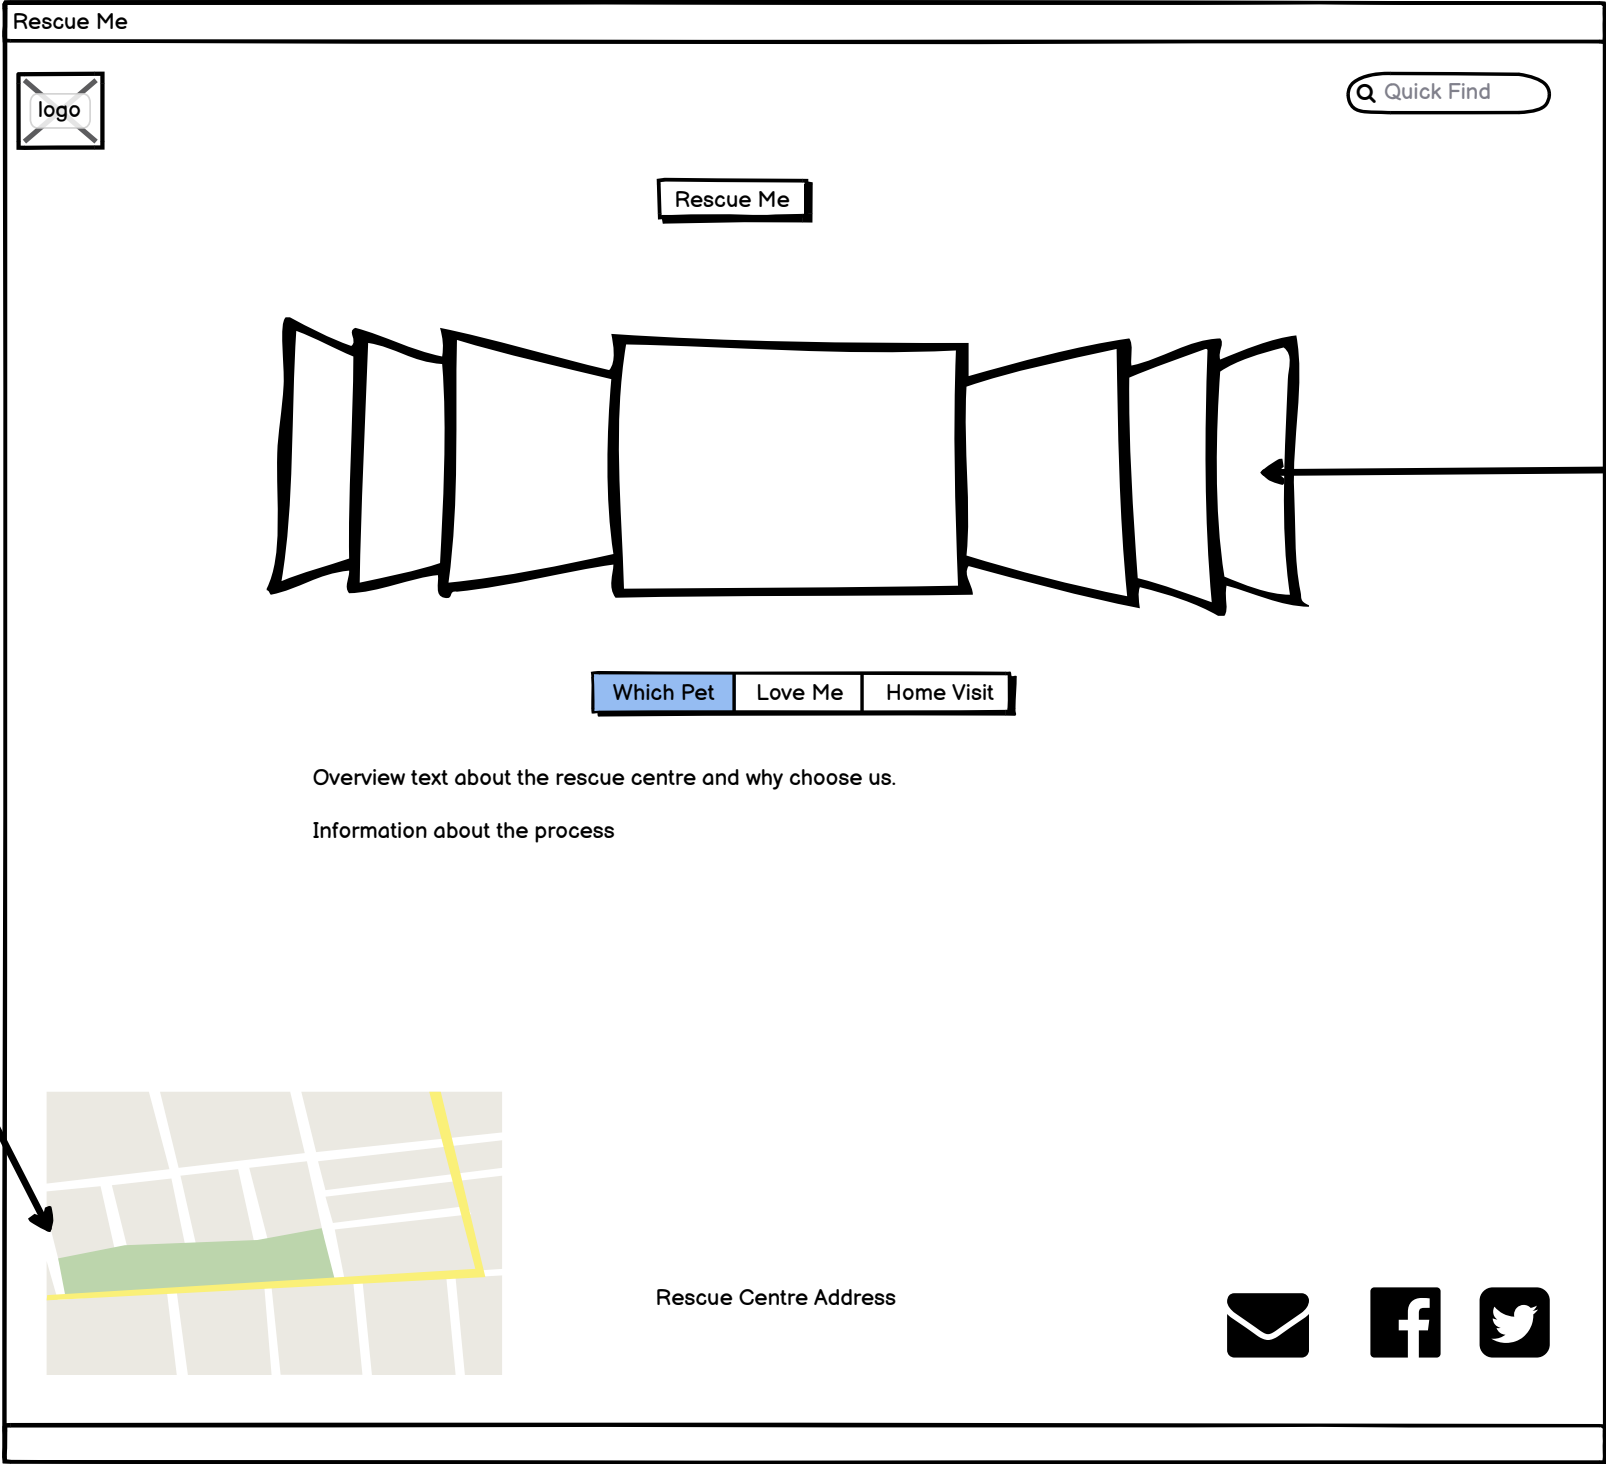 Rescue Me
logo
Quick Find
Rescue Me
Which Pet Love Me Home Visit
Overview text about the rescue centre and why choose us.
Information about the process
Rescue Centre Address